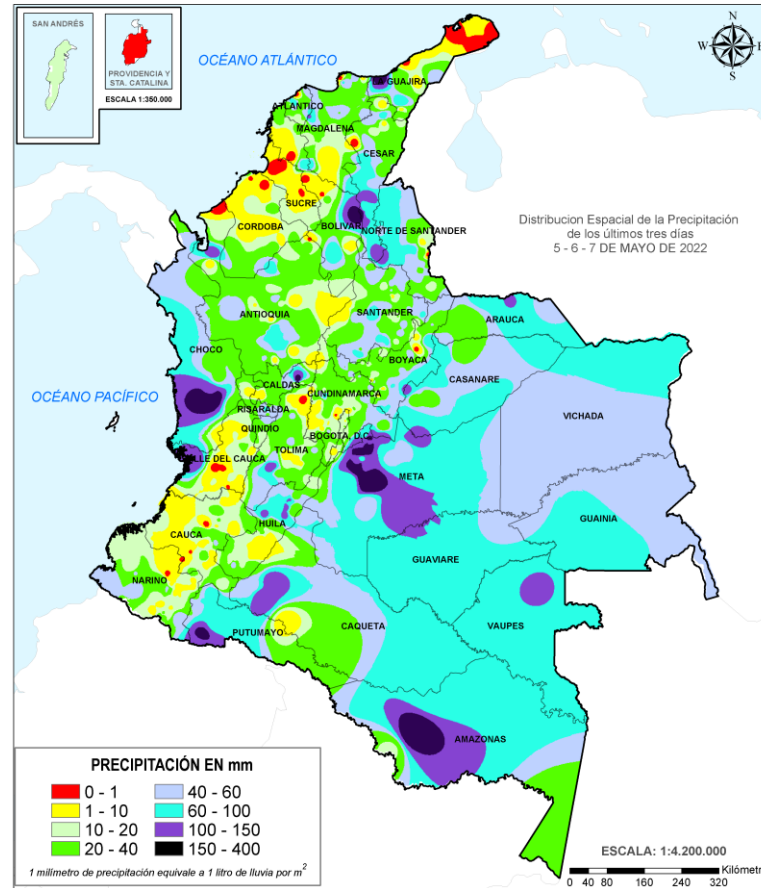 SAN ANDRÉS
PROVIDENCIA Y
STA. CATALINA
ESCALA 1:350.000
OCÉANO ATLÁNTICO
N
W
E
S
GUAJIRA
ATLANTICO
MAGDALENA
CESAR
SUCRE
BOLIVAR
NORTE DE SANTANDER
CORDOBA
Distribucion Espacial de la Precipitación
de los últimos tres días
5 - 6 - 7 DE MAYO DE 2022
ANTIOQUIA
SANTANDER
ARAUCA
CHOCO
BOYACA
CASANARE
CALDAS
CUNDINAMARCA
OCÉANO PACÍFICO
RISARALDA
VICHADA
QUINDIO
BOGOTA, D.C.
TOLIMA
VALLE DEL CAUCA
META
GUAINIA
HUILA
CAUCA
GUAVIARE
NARINO
PUTUMAYO
CAQUETA
VAUPES
AMAZONAS
PRECIPITACIÓN EN mm
0 - 1
40 - 60
1 - 10
60 - 100
10 - 20
100 - 150
20 - 40
150 - 400
1 milímetro de precipitación equivale a 1 litro de lluvia por m2
ESCALA: 1:4.200.000
Kilómetr
0 40 80 160 240 320